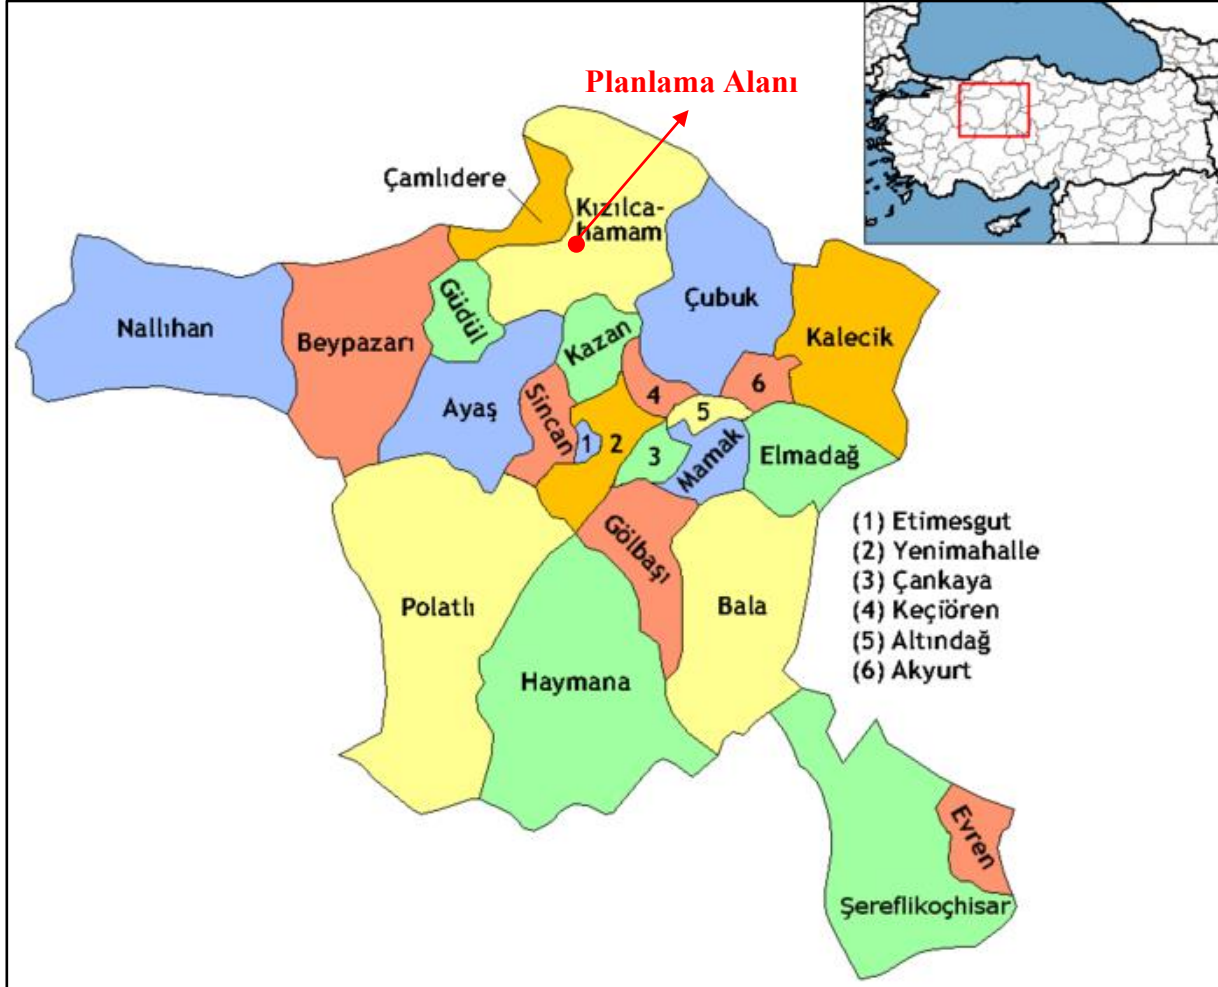 Planlama Alanı
Çamlıdere
Kızılca-
hamam
Nallıhan
Beypazarı
Güdül
Kazan
Çubuk
Kalecik
Ayaş
Sincan
1
2
3
4
5
6
Mamak
Elmadağ
Gölbaşı
Polatlı
Haymana
Bala
(1) Etimesgut
(2) Yenimahalle
(3) Çankaya
(4) Keçiören
(5) Altındağ
(6) Akyurt
Evren
Şereflikoçhisar